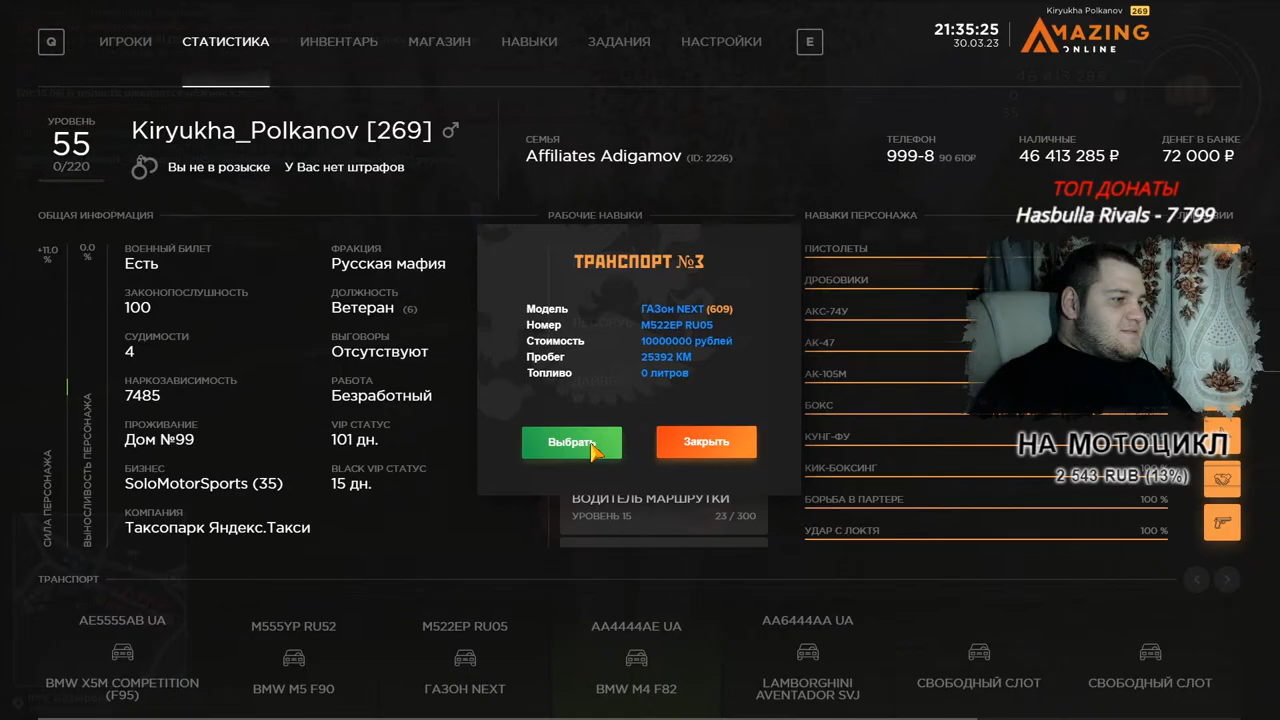 Kiryukha Polkanov 269
Q ИГРОКИ СТАТИСТИКА ИНВЕНТАРЬ МАГАЗИН НАВЫКИ ЗАДАНИЯ НАСТРОЙКИ E
21:35:25
30.03.23
AMAZING
ONLINE
УРОВЕНЬ
55
0/220
Kiryukha_Polkanov [269]
Вы не в розыске У Вас нет штрафов
СЕМЬЯ
Affiliates Adigamov (ID: 2226)
ТЕЛЕФОН
999-8 90 610₽
НАЛИЧНЫЕ
46 413 285 ₽
ДЕНЕГ В БАНКЕ
72 000 ₽
ТОП ДОНАТЫ
Hasbulla Rivals - 7 799
ОБЩАЯ ИНФОРМАЦИЯ
РАБОЧИЕ НАВЫКИ
НАВЫКИ ПЕРСОНАЖА
+11.0
%
0.0
%
СИЛА ПЕРСОНАЖА
ВЫНОСЛИВОСТЬ ПЕРСОНАЖА
ВОЕННЫЙ БИЛЕТ
Есть
ЗАКОНОПОСЛУШНОСТЬ
100
СУДИМОСТИ
4
НАРКОЗАВИСИМОСТЬ
7485
ПРОЖИВАНИЕ
Дом №99
БИЗНЕС
SoloMotorSports (35)
КОМПАНИЯ
Таксопарк Яндекс.Такси
ФРАКЦИЯ
Русская мафия
ДОЛЖНОСТЬ
Ветеран (6)
ВЫГОВОРЫ
Отсутствуют
РАБОТА
Безработный
VIP СТАТУС
101 дн.
BLACK VIP СТАТУС
15 дн.
ТРАНСПОРТ №3
Модель ГАЗон NEXT (609)
Номер M522EP RU05
Стоимость 10000000 рублей
Пробег 25392 КМ
Топливо 0 литров
Выбрать Закрыть
ВОДИТЕЛЬ МАРШРУТКИ
УРОВЕНЬ 15 23 / 300
ПИСТОЛЕТЫ
ДРОБОВИКИ
АКС-74У
АК-47
АК-105М
БОКС
КУНГ-ФУ
КИК-БОКСИНГ
БОРЬБА В ПАРТЕРЕ 100 %
УДАР С ЛОКТЯ 100 %
НА МОТОЦИКЛ
2 543 RUB (13%)
ТРАНСПОРТ
AE5555AB UA
BMW X5M COMPETITION
(F95)
M555YP RU52
BMW M5 F90
M522EP RU05
ГАЗОН NEXT
AA4444AE UA
BMW M4 F82
AA6444AA UA
LAMBORGHINI
AVENTADOR SVJ
СВОБОДНЫЙ СЛОТ
СВОБОДНЫЙ СЛОТ